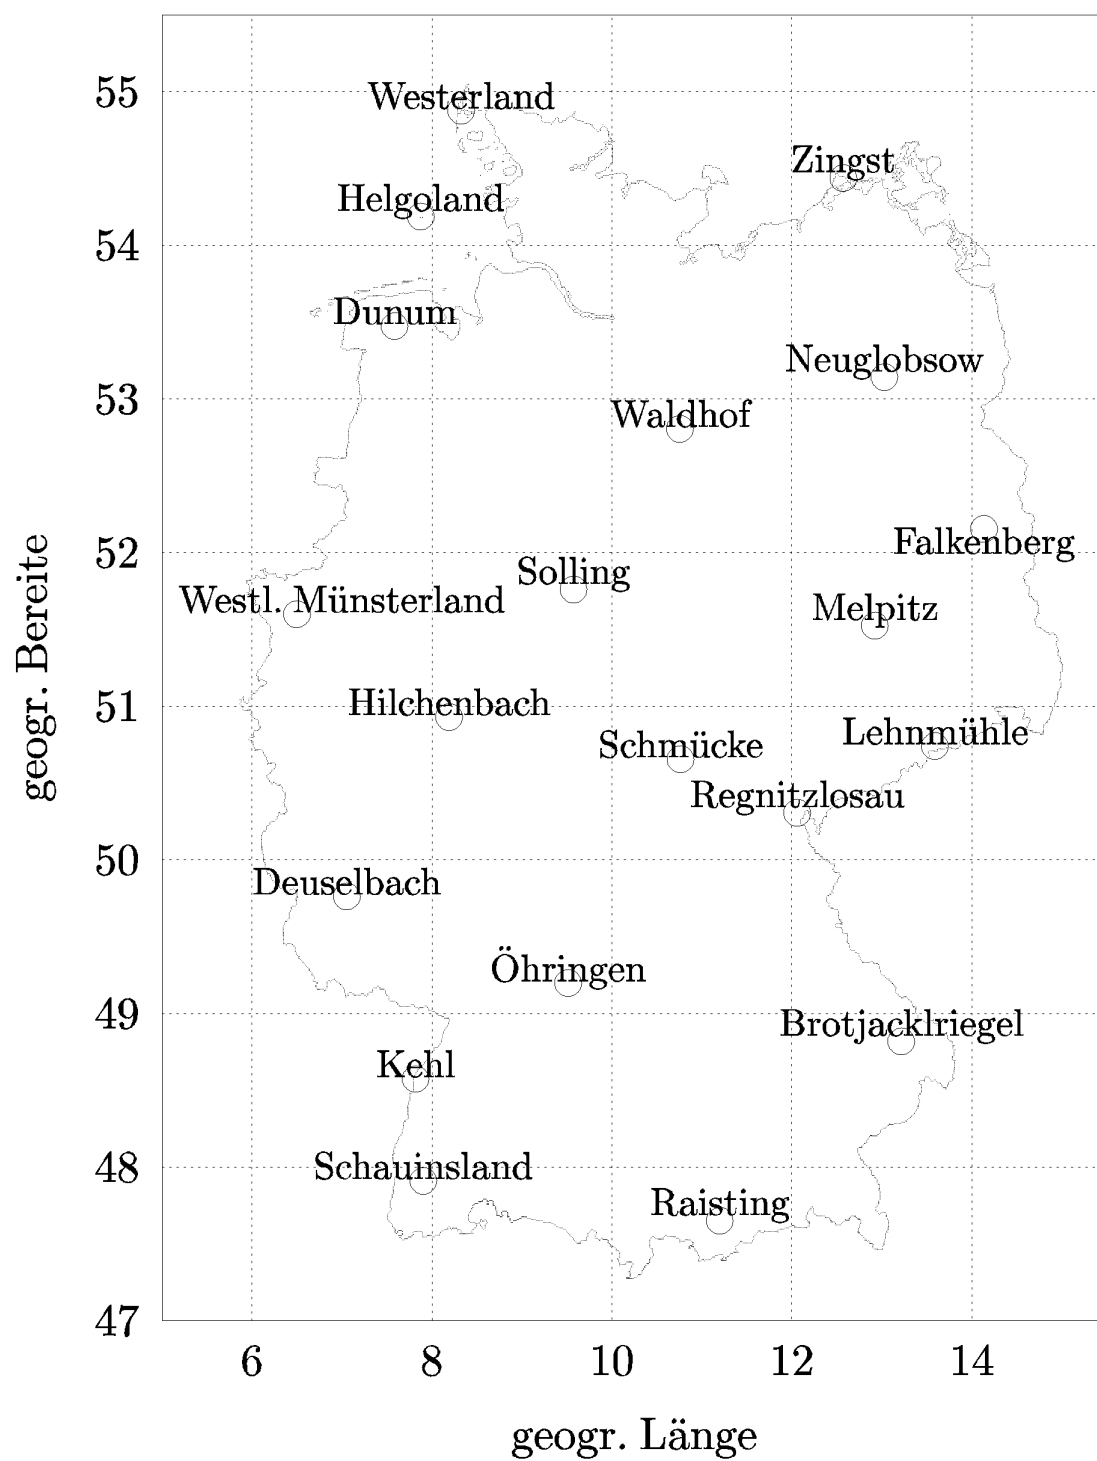 55
Westerland
Zingst
Helgoland
54
Dunum
Neuglobsow
53
Waldhof
Falkenberg
52
Solling
Westl. Münsterland
Melpitz
51
Hilchenbach
Lehnmühle
Schmücke
Regnitzlosau
50
Deuselbach
Öhringen
49
Brotjacklriegel
Kehl
48
Schauinsland
Raisting
47
6 8 10 12 14
geogr. Länge
geogr. Bereite